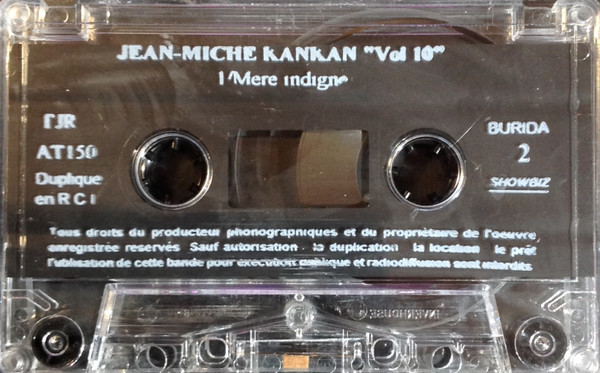 JEAN-MICHE KANKAN "Vol 10"
1/Mere indigne
TJR
AT150
Duplique
en R C I
BURIDA
2
SHOWBIZ
Tous droits du producteur phonographiques et du propriétaire de l'oeuvre,
enregistrée reservés Sauf autorisation la duplication la location le prêt
l'utilisation de cette bande pour exécution publique et radiodiffusion sont interdits.